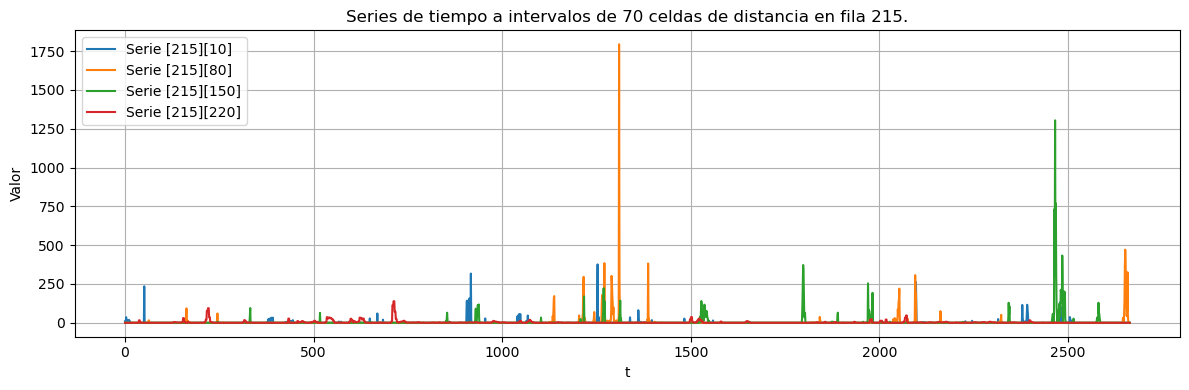 Series de tiempo a intervalos de 70 celdas de distancia en fila 215.
Serie [215][10]
Serie [215][80]
Serie [215][150]
Serie [215][220]
Valor
1750
1500
1250
1000
750
500
250
0
0 500 1000 1500 2000 2500
t